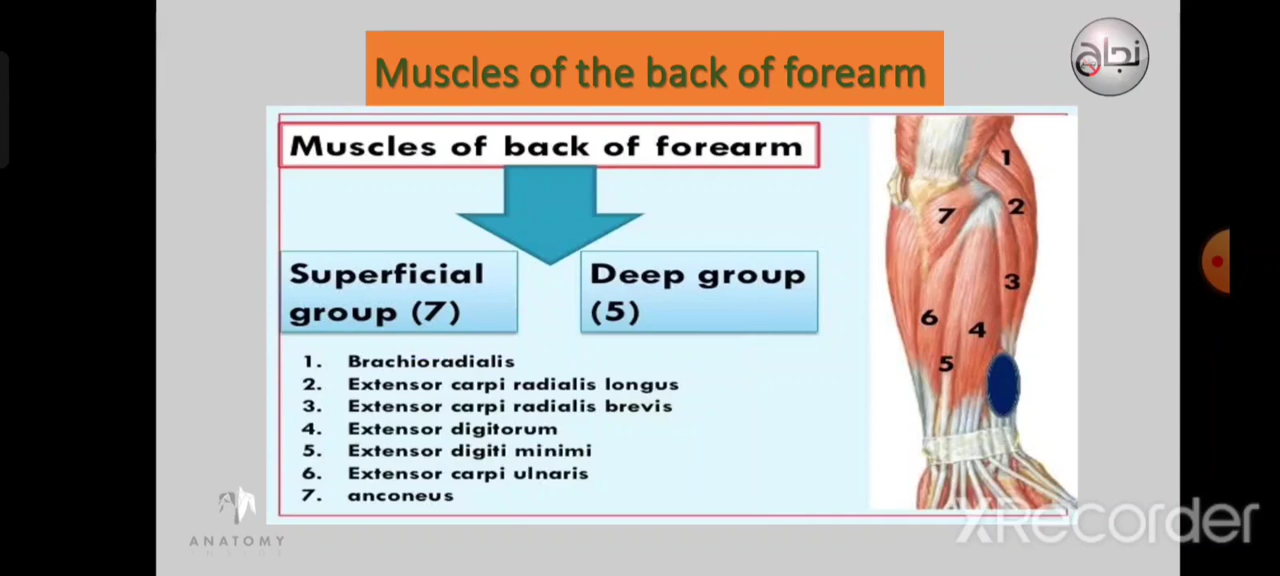 Muscles of the back of forearm
نجاح
Muscles of back of forearm
Superficial
group (7)
Deep group
(5)
1. Brachioradialis
2. Extensor carpi radialis longus
3. Extensor carpi radialis brevis
4. Extensor digitorum
5. Extensor digiti minimi
6. Extensor carpi ulnaris
7. anconeus
1
2
7
3
6
4
5
ANATOMY
XRecorder